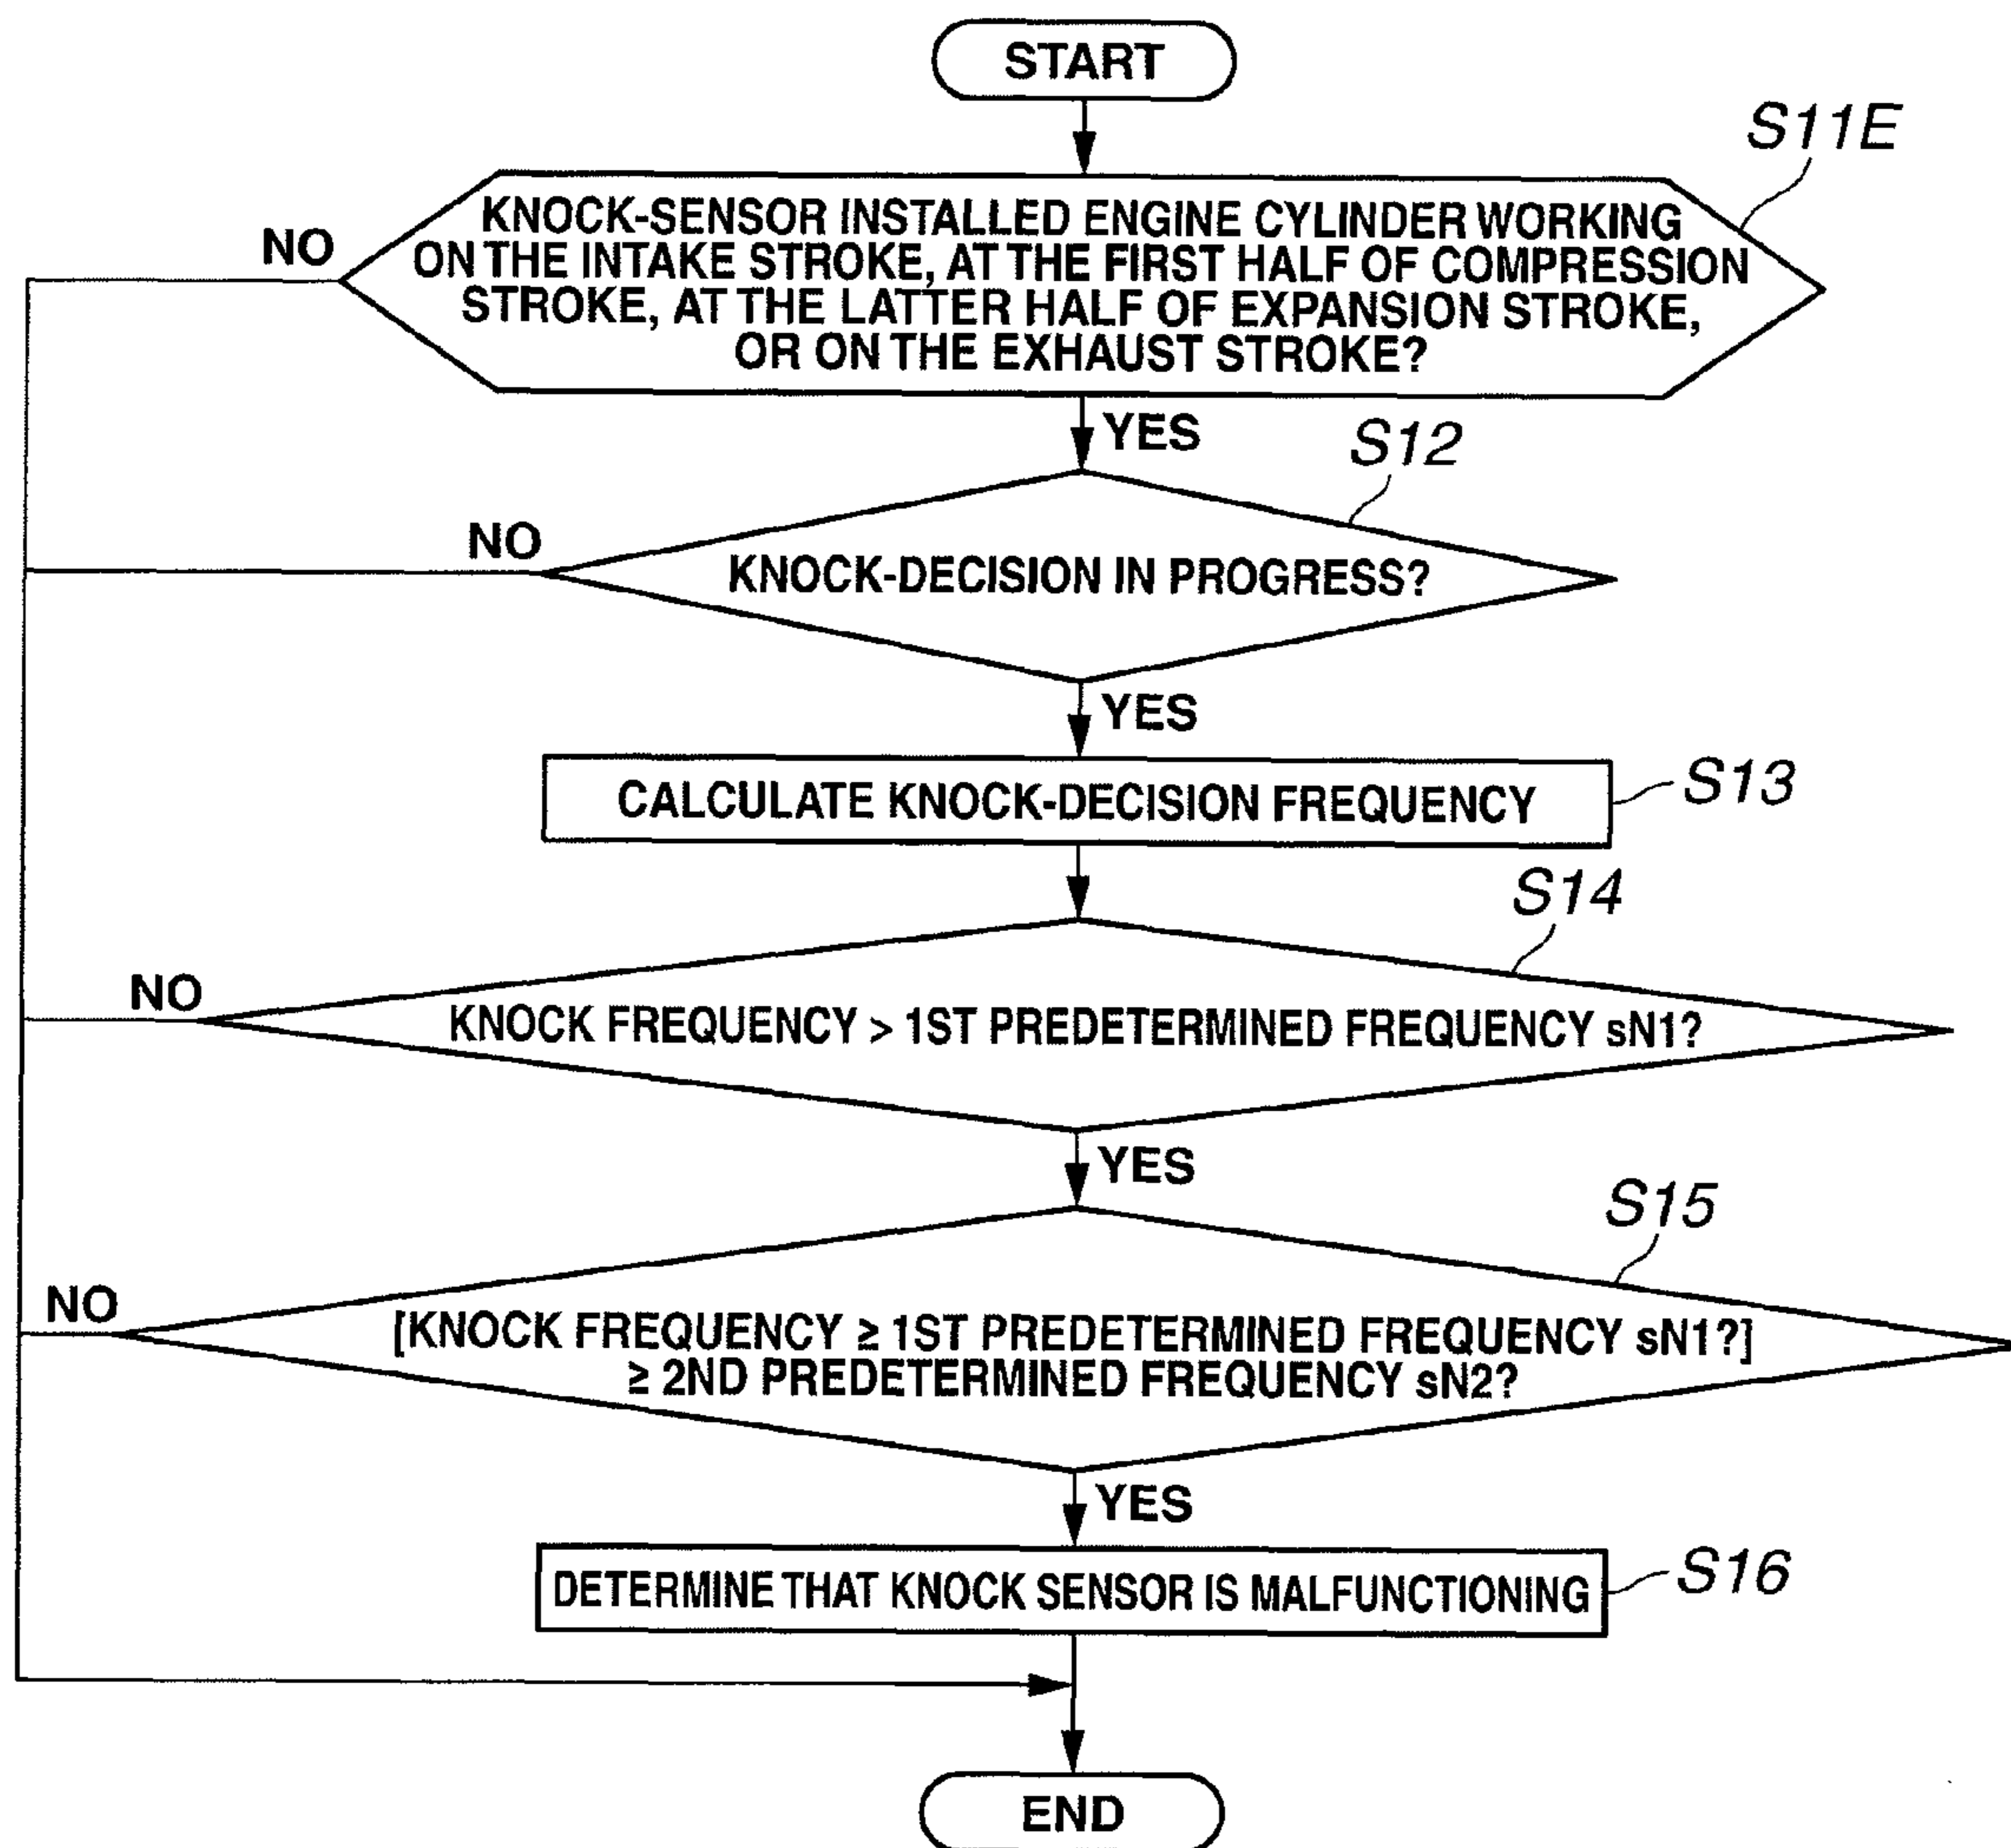 START
S11E
KNOCK-SENSOR INSTALLED ENGINE CYLINDER WORKING
ON THE INTAKE STROKE, AT THE FIRST HALF OF COMPRESSION
STROKE, AT THE LATTER HALF OF EXPANSION STROKE,
OR ON THE EXHAUST STROKE?
NO
YES
S12
NO
KNOCK-DECISION IN PROGRESS?
YES
CALCULATE KNOCK-DECISION FREQUENCY
S13
S14
NO
KNOCK FREQUENCY > 1ST PREDETERMINED FREQUENCY sN1?
YES
S15
NO
[KNOCK FREQUENCY ≥ 1ST PREDETERMINED FREQUENCY sN1?]
≥ 2ND PREDETERMINED FREQUENCY sN2?
YES
DETERMINE THAT KNOCK SENSOR IS MALFUNCTIONING
S16
END